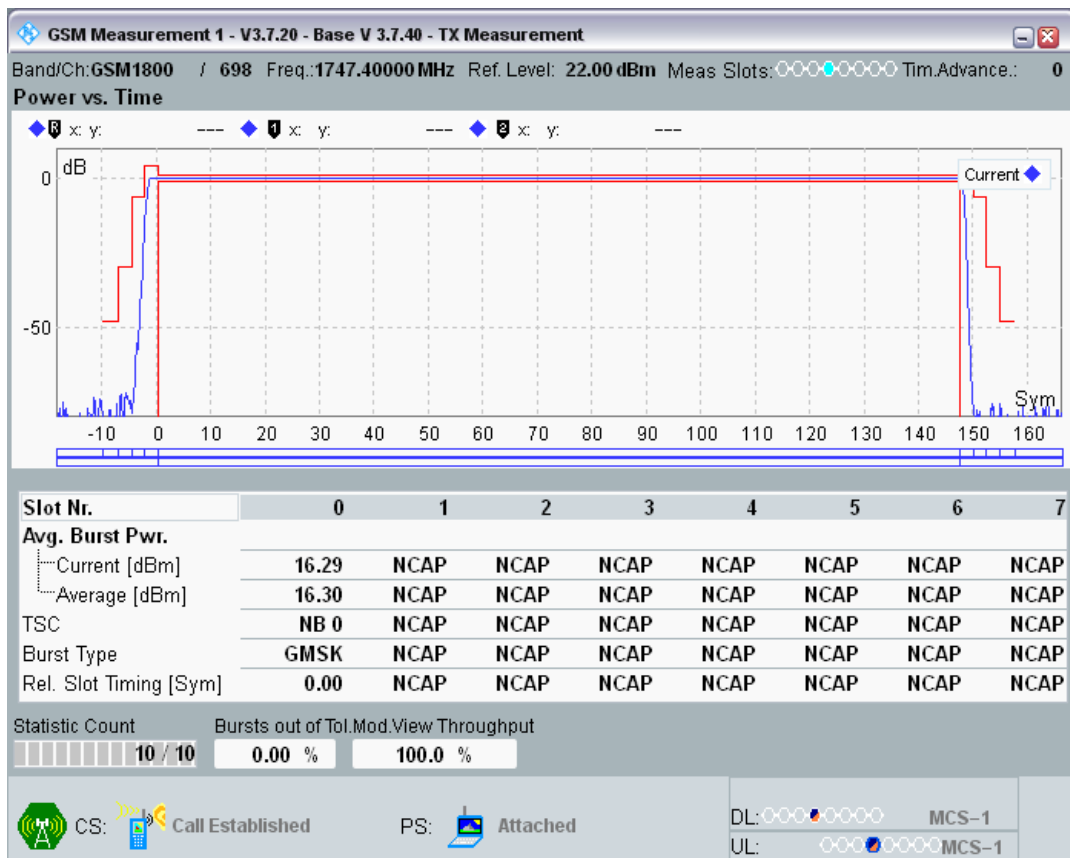 GSM Measurement 1 - V3.7.20 - Base V 3.7.40 - TX Measurement
Band/Ch:GSM1800 / 698 Freq.:1747.40000 MHz Ref. Level: 22.00 dBm Meas Slots: Tim.Advance.: 0
Power vs. Time
R x: y: --- 1 x: y: --- 2 x: y: ---
dB
Current
0
-50
Sym
-10 0 10 20 30 40 50 60 70 80 90 100 110 120 130 140 150 160
Slot Nr. 0 1 2 3 4 5 6 7
Avg. Burst Pwr.
Current [dBm] 16.29 NCAP NCAP NCAP NCAP NCAP NCAP NCAP
Average [dBm] 16.30 NCAP NCAP NCAP NCAP NCAP NCAP NCAP
TSC NB 0 NCAP NCAP NCAP NCAP NCAP NCAP NCAP
Burst Type GMSK NCAP NCAP NCAP NCAP NCAP NCAP NCAP
Rel. Slot Timing [Sym] 0.00 NCAP NCAP NCAP NCAP NCAP NCAP NCAP
Statistic Count Bursts out of Tol.Mod.View Throughput
10 / 10 0.00 % 100.0 %
CS: Call Established PS: Attached
DL: MCS-1
UL: MCS-1